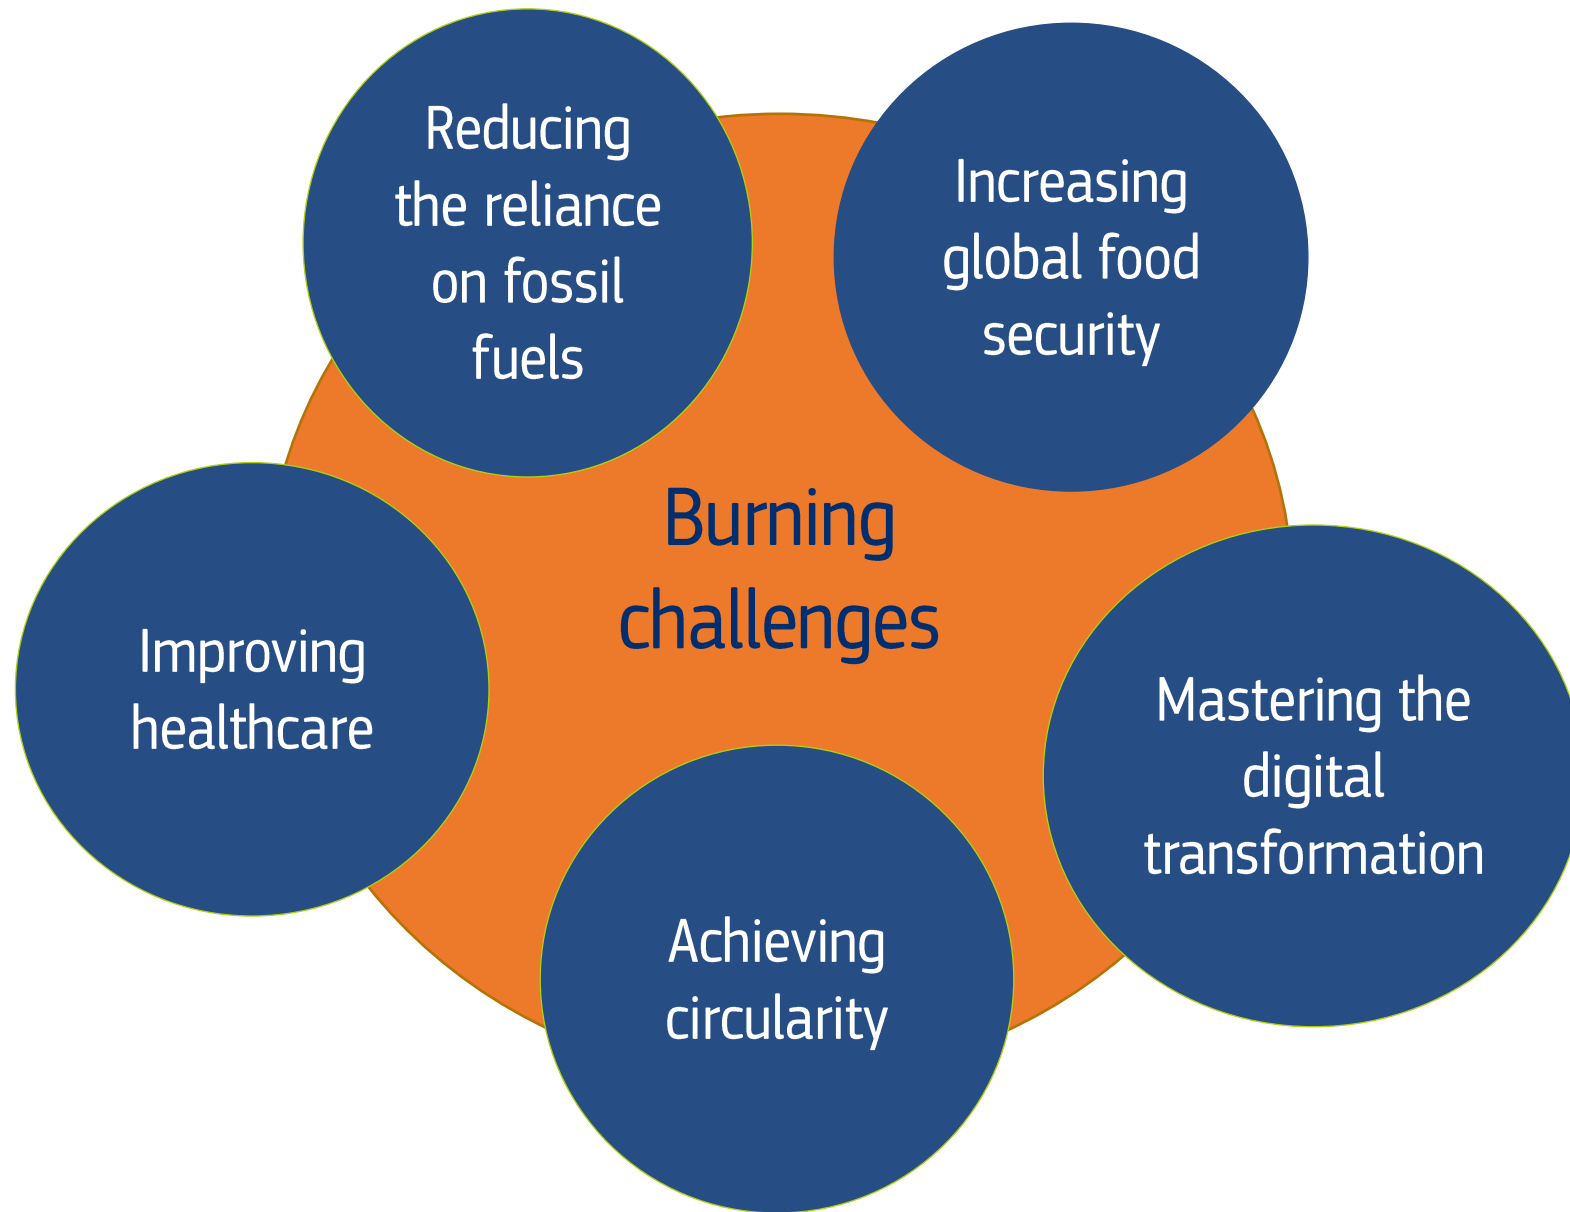 Reducing
the reliance
on fossil
fuels
Increasing
global food
security
Burning
challenges
Improving
healthcare
Mastering the
digital
transformation
Achieving
circularity